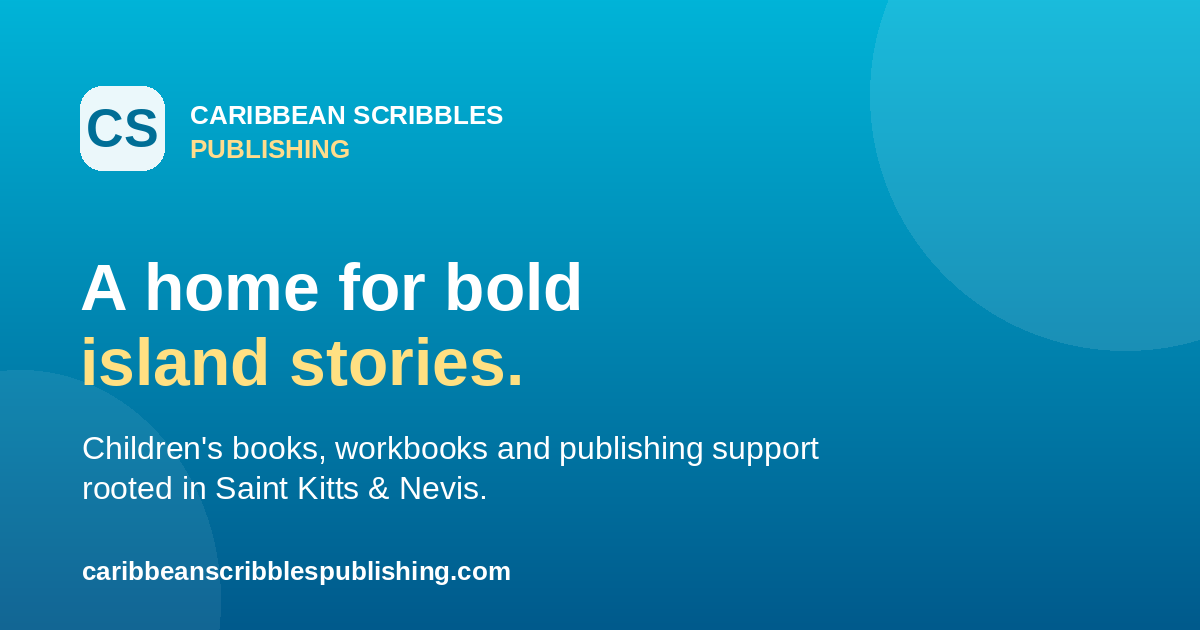 CS
CARIBBEAN SCRIBBLES
PUBLISHING
A home for bold
island stories.
Children's books, workbooks and publishing support
rooted in Saint Kitts & Nevis.
caribbeanscribblespublishing.com